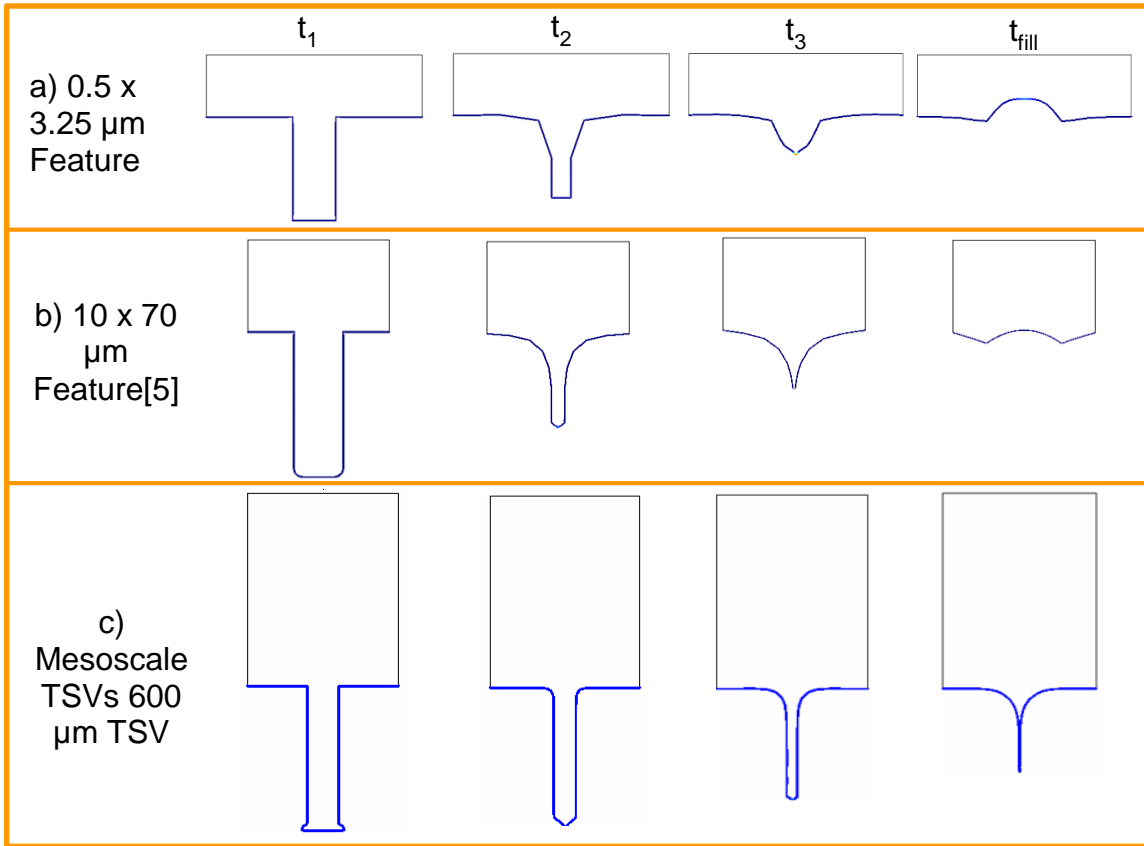 t1
t2
t3
tfill
a) 0.5 x
3.25 µm
Feature
b) 10 x 70
µm
Feature[5]
c)
Mesoscale
TSVs 600
µm TSV